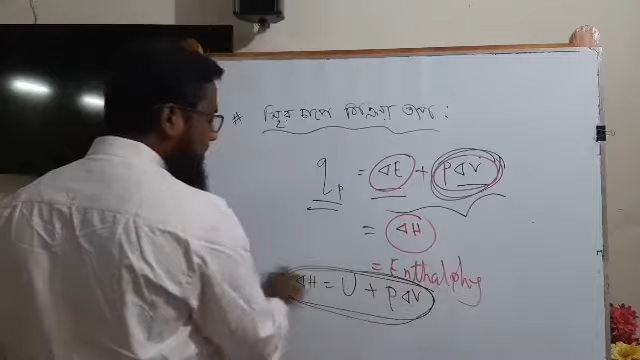 # স্থির চাপে বিক্রিয়া তাপ :
q_p = ΔE + PΔV
= ΔH
= Enthalphy
ΔH = U + PΔV